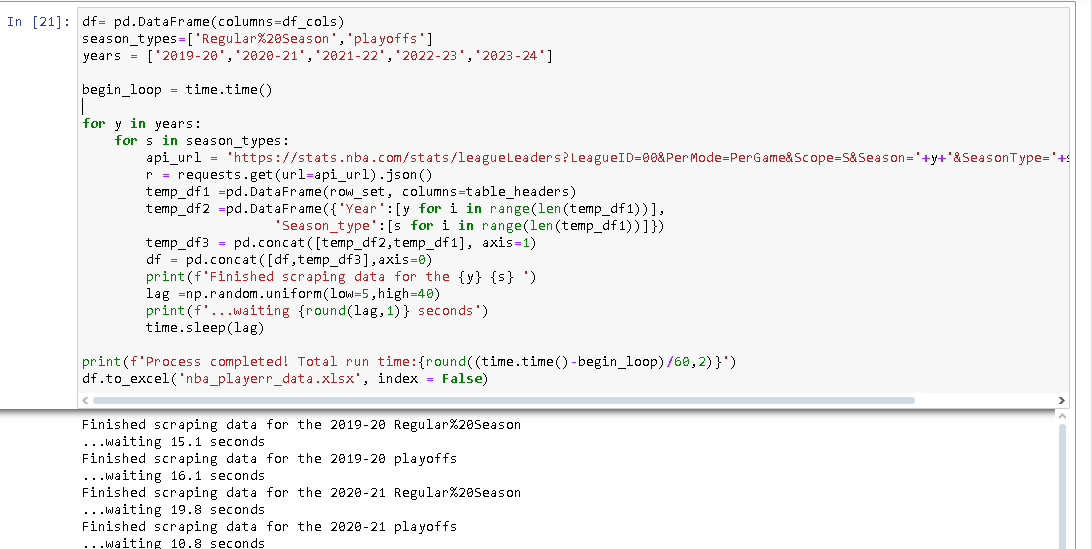 In [21]:
df= pd.DataFrame(columns=df_cols)
season_types=['Regular%20Season','playoffs']
years = ['2019-20','2020-21','2021-22','2022-23','2023-24']
begin_loop = time.time()
for y in years:
for s in season_types:
api_url = 'https://stats.nba.com/stats/leagueLeaders?LeagueID=00&PerMode=PerGame&Scope=S&Season='+y+'&SeasonType='+s
r = requests.get(url=api_url).json()
temp_df1 =pd.DataFrame(row_set, columns=table_headers)
temp_df2 =pd.DataFrame({'Year':[y for i in range(len(temp_df1))],
'Season_type':[s for i in range(len(temp_df1))]})
temp_df3 = pd.concat([temp_df2,temp_df1], axis=1)
df = pd.concat([df,temp_df3],axis=0)
print(f'Finished scraping data for the {y} {s} ')
lag =np.random.uniform(low=5,high=40)
print(f'...waiting {round(lag,1)} seconds')
time.sleep(lag)
print(f'Process completed! Total run time:{round((time.time()-begin_loop)/60,2)}')
df.to_excel('nba_playerr_data.xlsx', index = False)
Finished scraping data for the 2019-20 Regular%20Season
...waiting 15.1 seconds
Finished scraping data for the 2019-20 playoffs
...waiting 16.1 seconds
Finished scraping data for the 2020-21 Regular%20Season
...waiting 19.8 seconds
Finished scraping data for the 2020-21 playoffs
...waiting 10.8 seconds